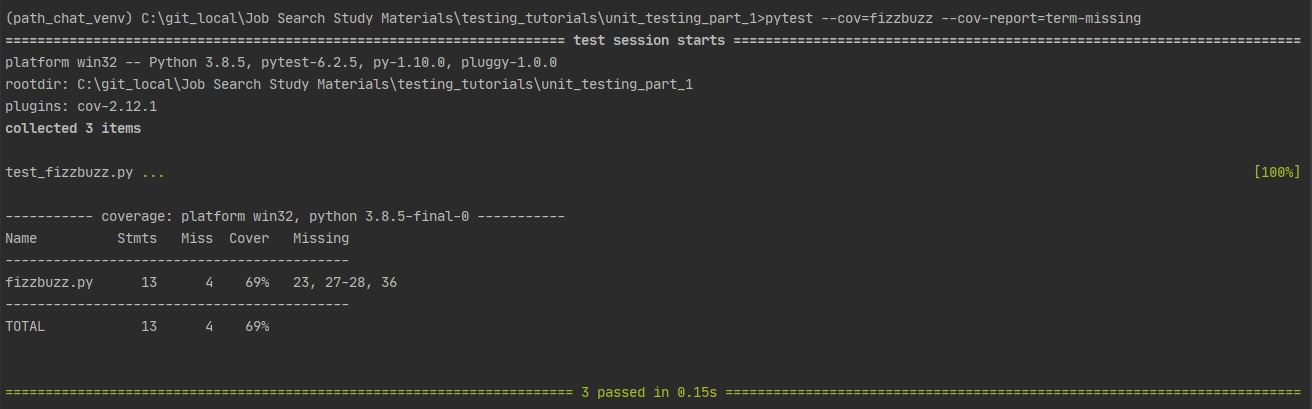 (path_chat_venv) C:\git_local\Job Search Study Materials\testing_tutorials\unit_testing_part_1>pytest --cov=fizzbuzz --cov-report=term-missing
====================================================================== test session starts =======================================================================
platform win32 -- Python 3.8.5, pytest-6.2.5, py-1.10.0, pluggy-1.0.0
rootdir: C:\git_local\Job Search Study Materials\testing_tutorials\unit_testing_part_1
plugins: cov-2.12.1
collected 3 items
test_fizzbuzz.py ... [100%]
----------- coverage: platform win32, python 3.8.5-final-0 -----------
Name          Stmts   Miss  Cover   Missing
-------------------------------------------
fizzbuzz.py      13      4    69%   23, 27-28, 36
-------------------------------------------
TOTAL            13      4    69%
======================================================================= 3 passed in 0.15s ========================================================================